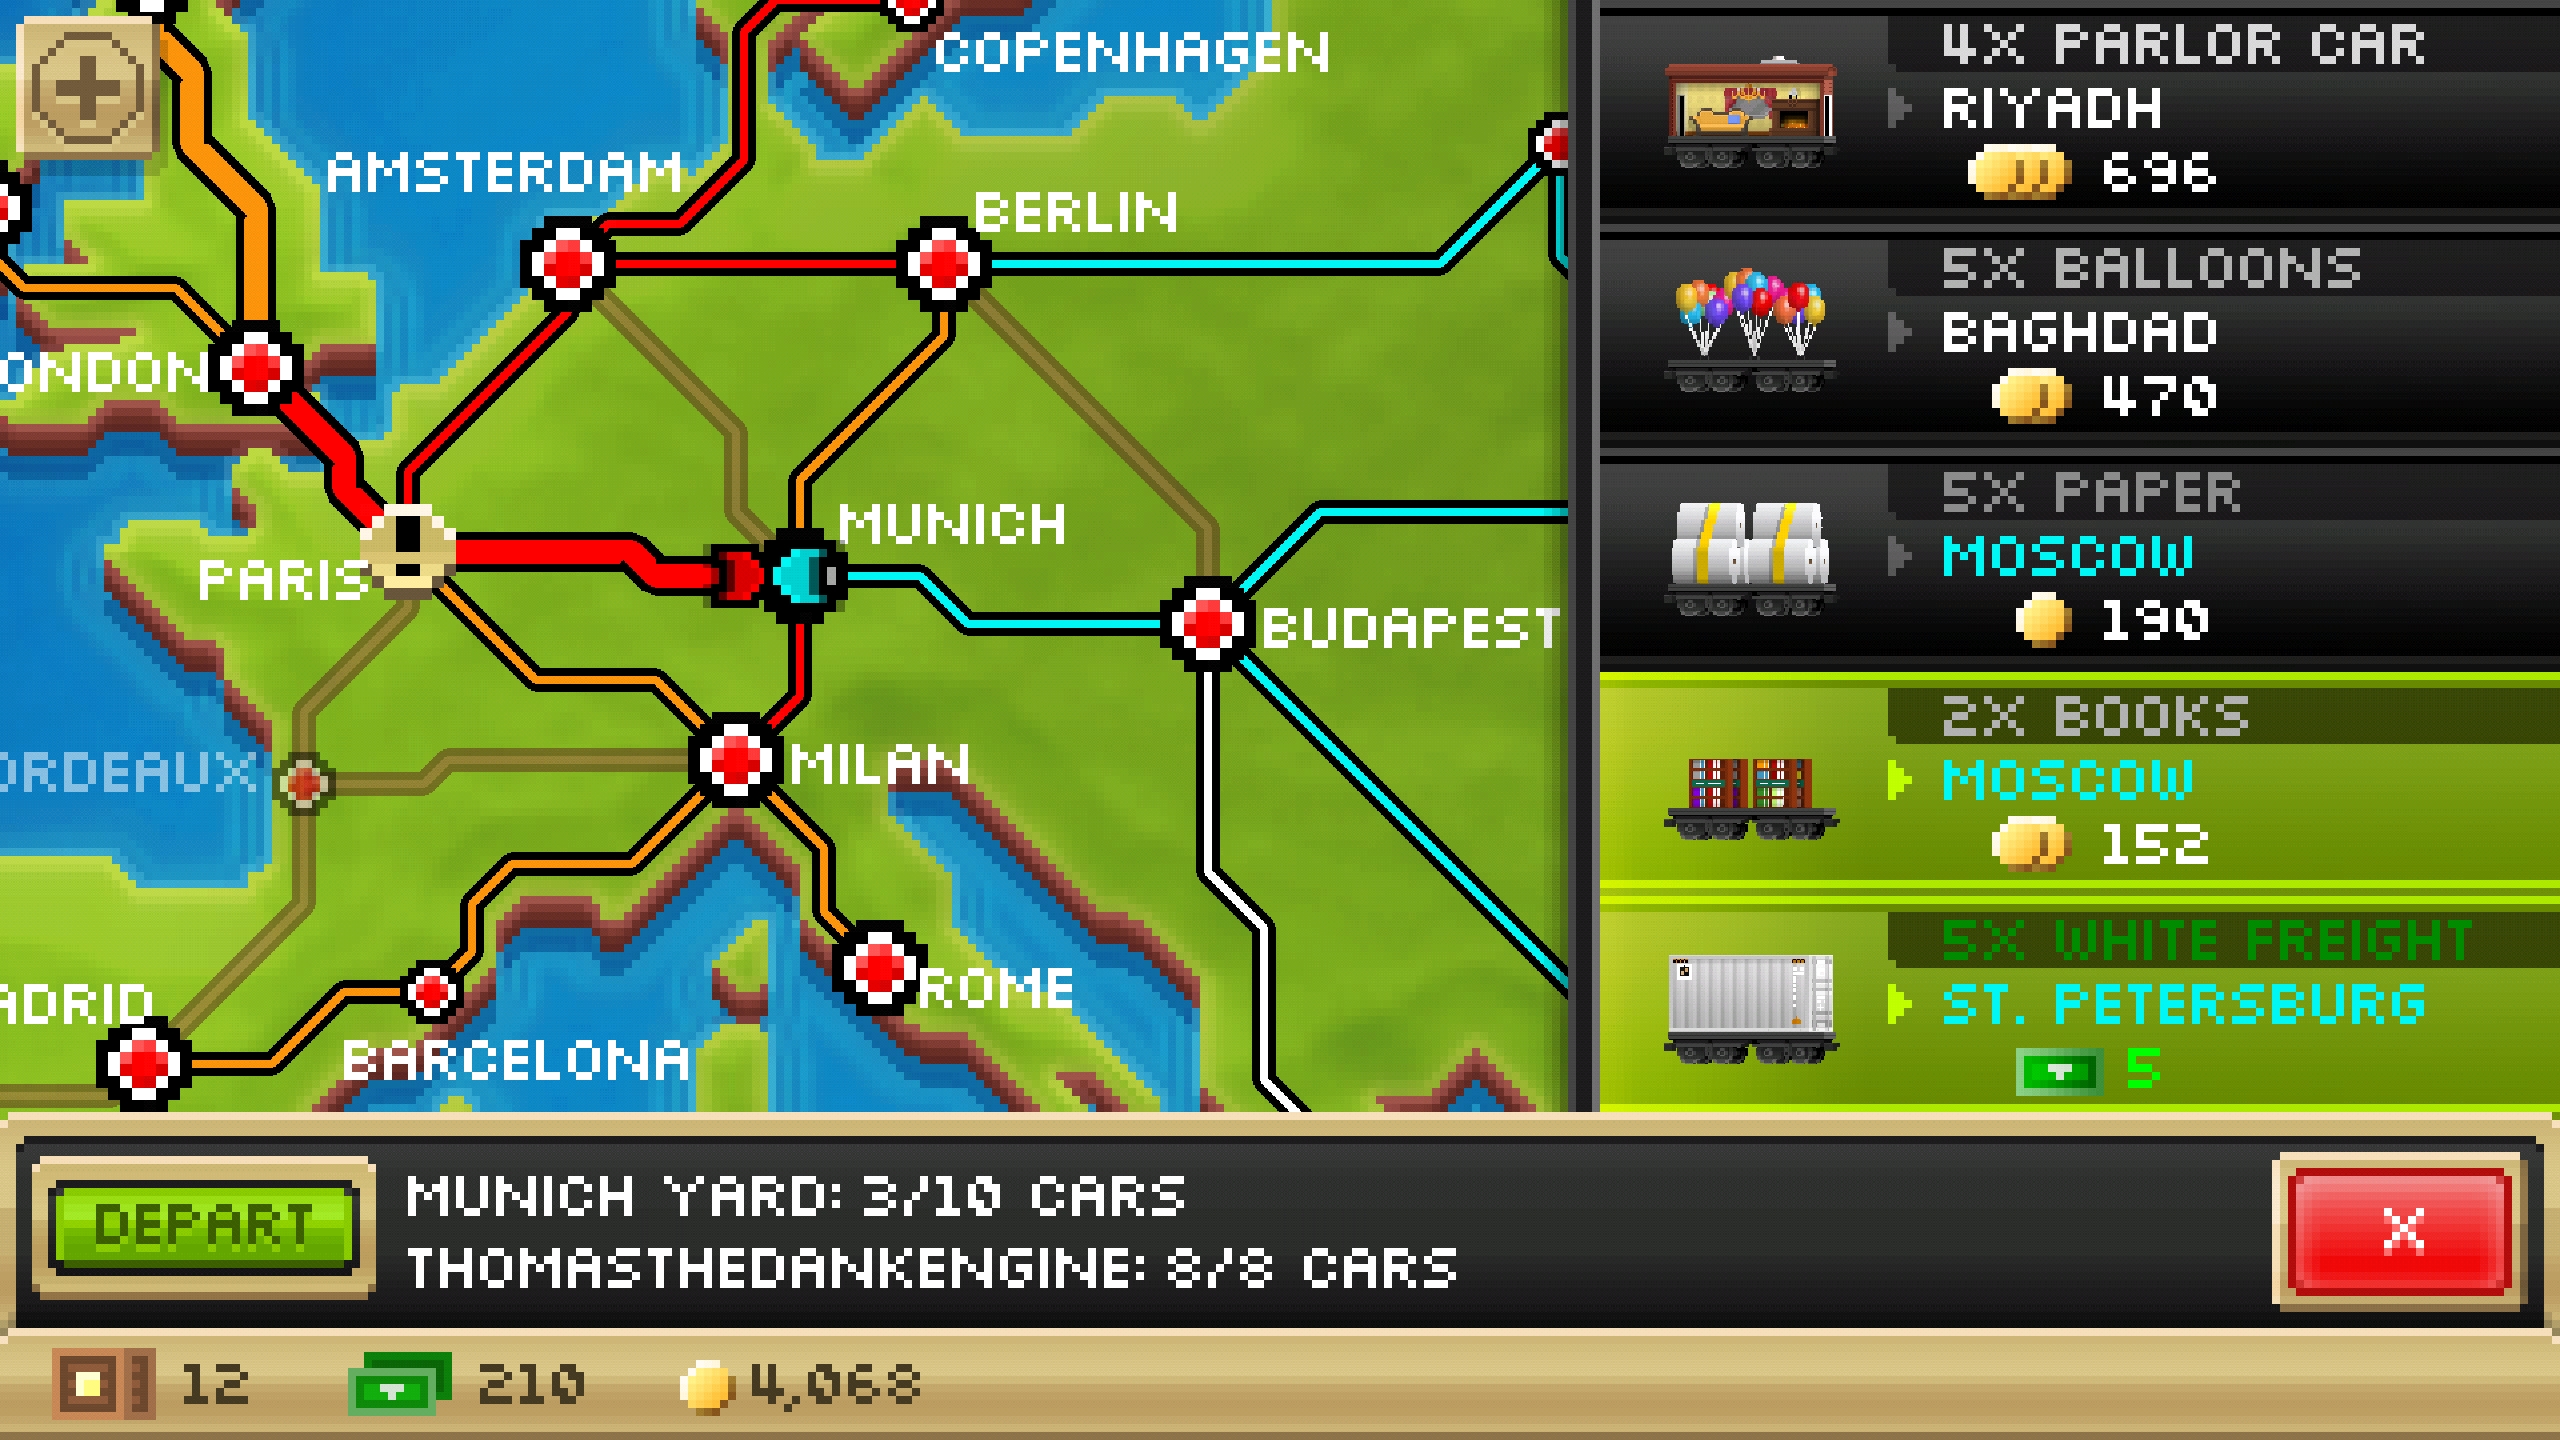 COPENHAGEN
AMSTERDAM
BERLIN
ONDON
MUNICH
PARIS
BUDAPEST
ORDEAUX
MILAN
ADRID
ROME
BARCELONA
4X PARLOR CAR
RIYADH
696
5X BALLOONS
BAGHDAD
470
5X PAPER
MOSCOW
190
2X BOOKS
MOSCOW
152
5X WHITE FREIGHT
ST. PETERSBURG
5
DEPART
MUNICH YARD: 3/10 CARS
THOMASTHEDANKENGINE: 8/8 CARS
X
12
210
4,068